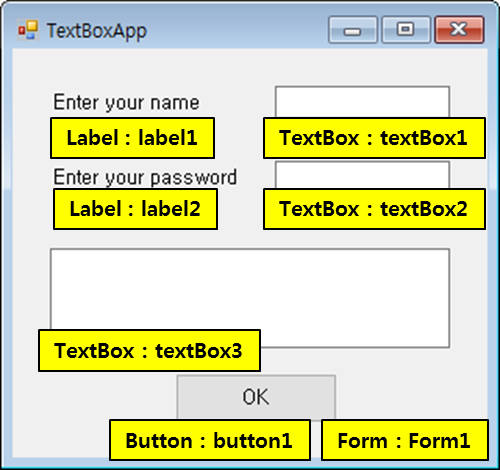 TextBoxApp
Enter your name
Label : label1
TextBox : textBox1
Enter your password
Label : label2
TextBox : textBox2
TextBox : textBox3
OK
Button : button1
Form : Form1